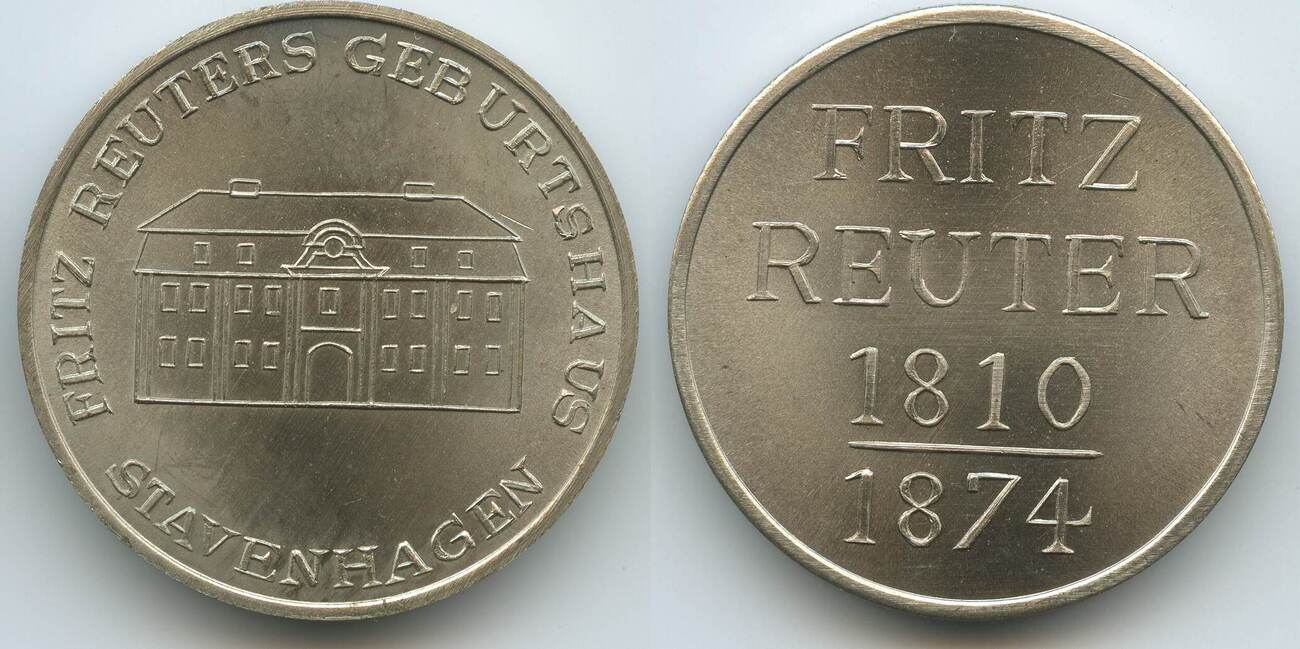 FRITZ REUTERS GEBURTSHAUS
STAVENHAGEN
FRITZ
REUTER
1810
1874